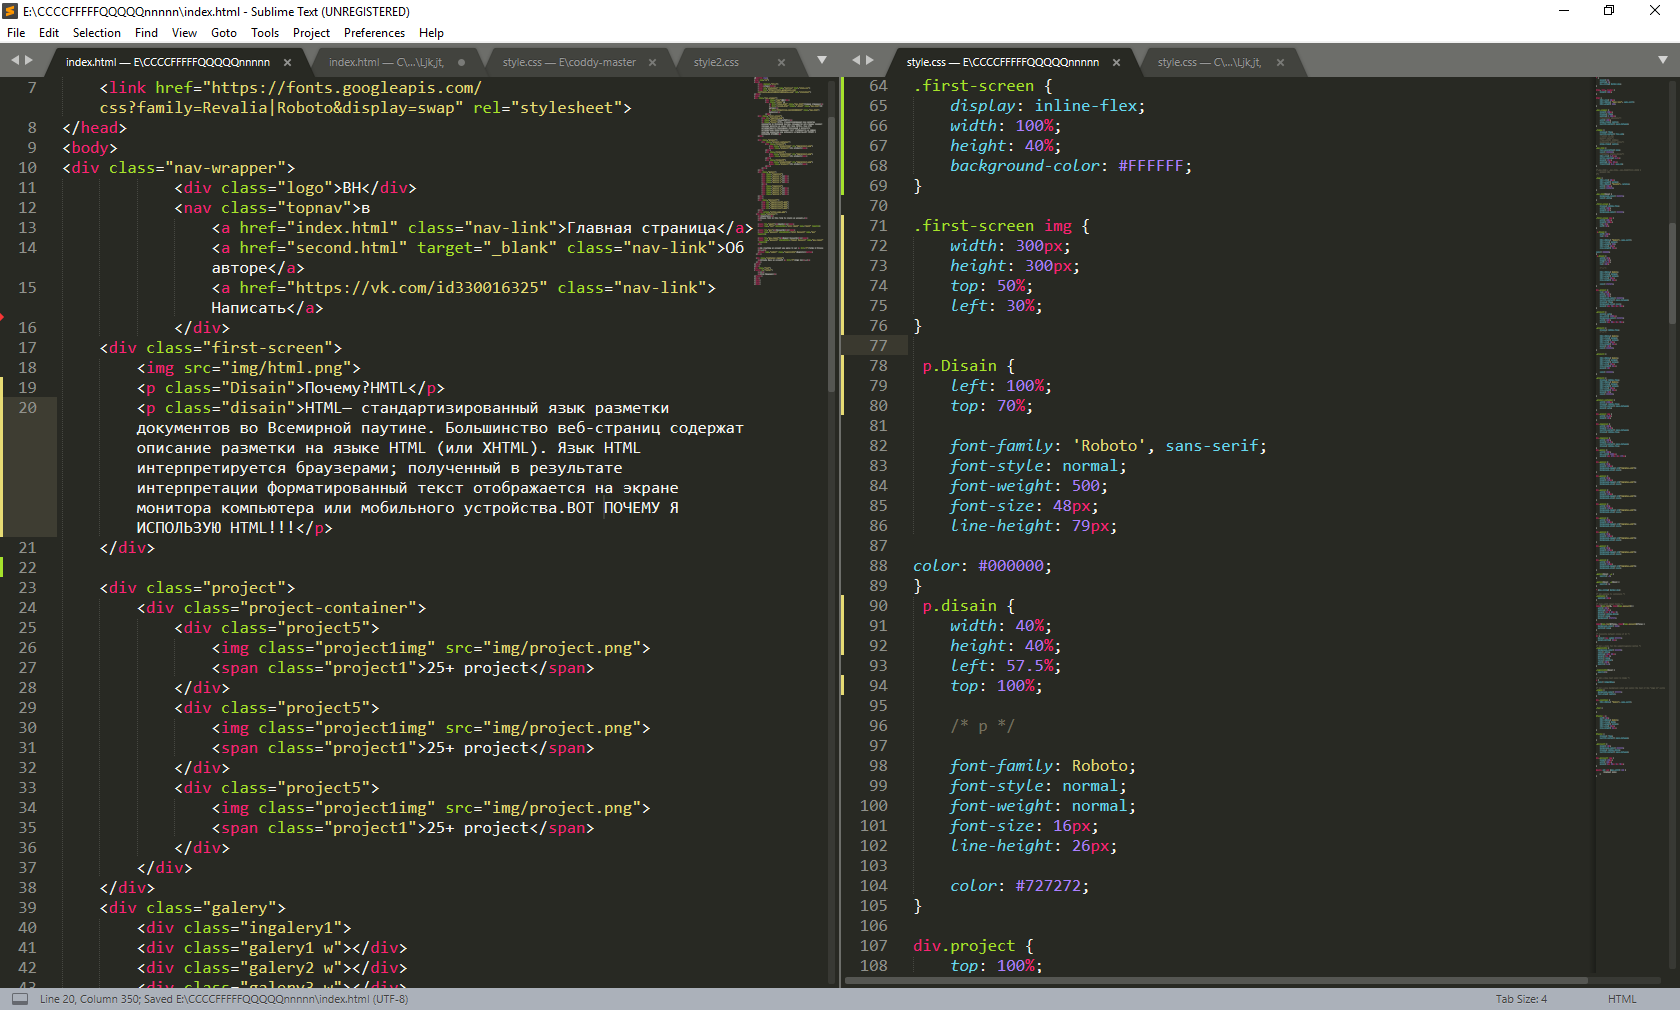 E:\CCCCFFFFFQQQQQnnnnn\index.html - Sublime Text (UNREGISTERED)
File Edit Selection Find View Goto Tools Project Preferences Help
index.html — E\CCCCFFFFFQQQQQnnnnn
index.html — C\...\Ljk,jt,
style.css — E\coddy-master
style2.css
style.css — E\CCCCFFFFFQQQQQnnnnn
style.css — C\...\Ljk,jt,
7 <link href="https://fonts.googleapis.com/
css?family=Revalia|Roboto&display=swap" rel="stylesheet">
8 </head>
9 <body>
10 <div class="nav-wrapper">
11 <div class="logo">BH</div>
12 <nav class="topnav">в
13 <a href="index.html" class="nav-link">Главная страница</a>
14 <a href="second.html" target="_blank" class="nav-link">Об
авторе</a>
15 <a href="https://vk.com/id330016325" class="nav-link">
Написать</a>
16 </div>
17 <div class="first-screen">
18 <img src="img/html.png">
19 <p class="Disain">Почему?HMTL</p>
20 <p class="disain">HTML— стандартизированный язык разметки
документов во Всемирной паутине. Большинство веб-страниц содержат
описание разметки на языке HTML (или XHTML). Язык HTML
интерпретируется браузерами; полученный в результате
интерпретации форматированный текст отображается на экране
монитора компьютера или мобильного устройства.ВОТ ПОЧЕМУ Я
ИСПОЛЬЗУЮ HTML!!!</p>
21 </div>
22
23 <div class="project">
24 <div class="project-container">
25 <div class="project5">
26 <img class="project1img" src="img/project.png">
27 <span class="project1">25+ project</span>
28 </div>
29 <div class="project5">
30 <img class="project1img" src="img/project.png">
31 <span class="project1">25+ project</span>
32 </div>
33 <div class="project5">
34 <img class="project1img" src="img/project.png">
35 <span class="project1">25+ project</span>
36 </div>
37 </div>
38 </div>
39 <div class="galery">
40 <div class="ingalery1">
41 <div class="galery1 w"></div>
42 <div class="galery2 w"></div>
43 <div class="galery3 w"></div>
64 .first-screen {
65 display: inline-flex;
66 width: 100%;
67 height: 40%;
68 background-color: #FFFFFF;
69 }
70
71 .first-screen img {
72 width: 300px;
73 height: 300px;
74 top: 50%;
75 left: 30%;
76 }
77
78 p.Disain {
79 left: 100%;
80 top: 70%;
81
82 font-family: 'Roboto', sans-serif;
83 font-style: normal;
84 font-weight: 500;
85 font-size: 48px;
86 line-height: 79px;
87
88 color: #000000;
89 }
90 p.disain {
91 width: 40%;
92 height: 40%;
93 left: 57.5%;
94 top: 100%;
95
96 /* p */
97
98 font-family: Roboto;
99 font-style: normal;
100 font-weight: normal;
101 font-size: 16px;
102 line-height: 26px;
103
104 color: #727272;
105 }
106
107 div.project {
108 top: 100%;
Line 20, Column 350; Saved E:\CCCCFFFFFQQQQQnnnnn\index.html (UTF-8)
Tab Size: 4
HTML